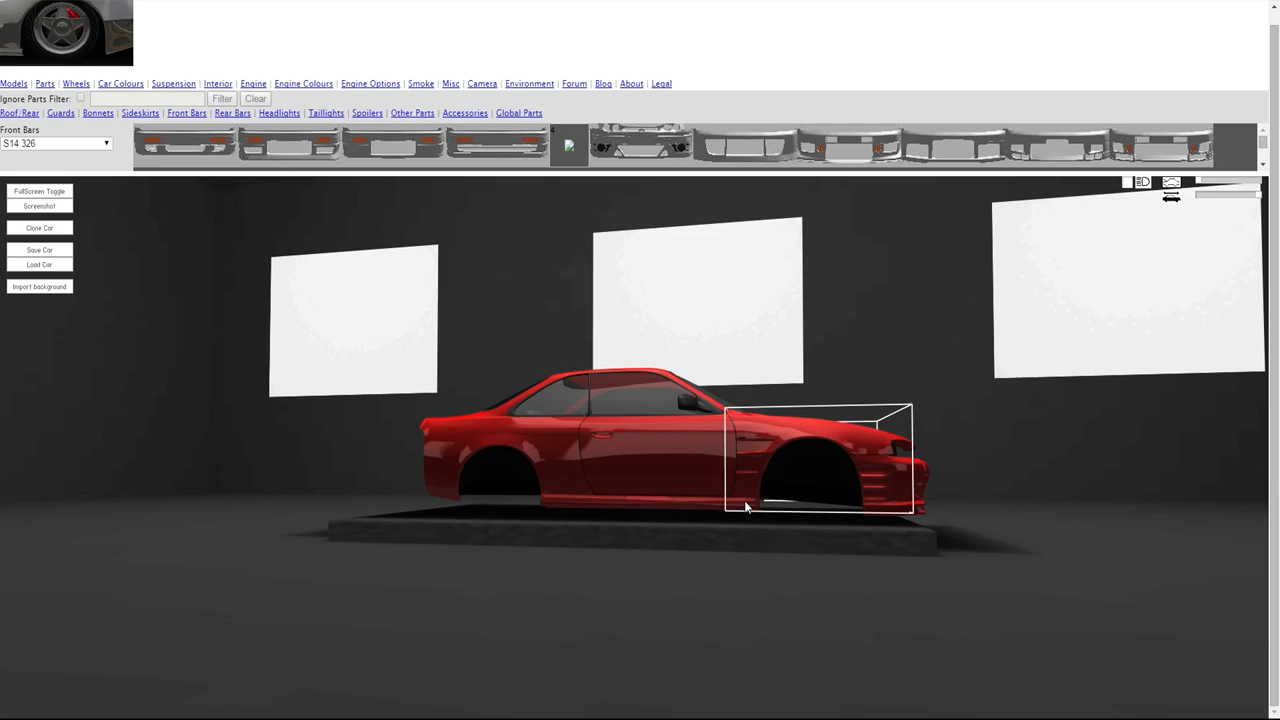 Models | Parts | Wheels | Car Colours | Suspension | Interior | Engine | Engine Colours | Engine Options | Smoke | Misc | Camera | Environment | Forum | Blog | About | Legal
Ignore Parts Filter: Filter Clear
Roof/Rear | Guards | Bonnets | Sideskirts | Front Bars | Rear Bars | Headlights | Taillights | Spoilers | Other Parts | Accessories | Global Parts
Front Bars
S14 326
FullScreen Toggle
Screenshot
Clone Car
Save Car
Load Car
Import background